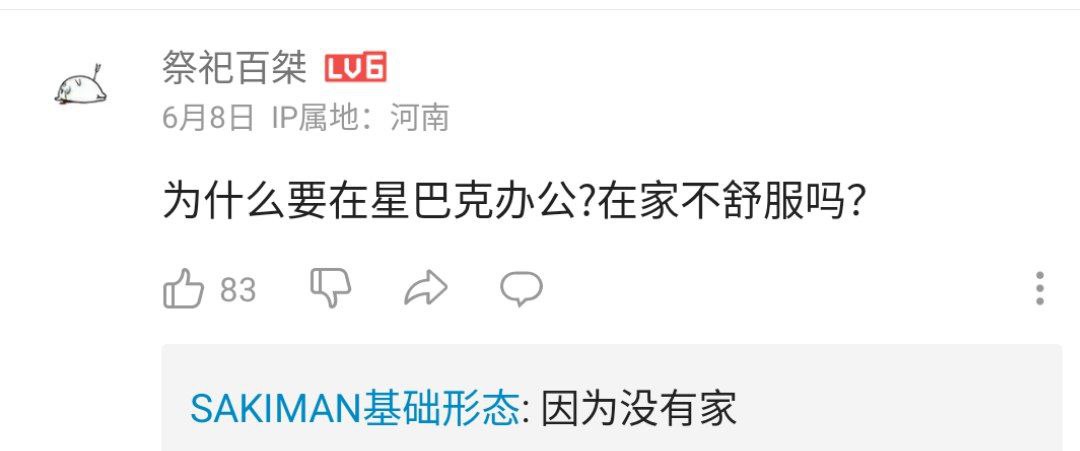 祭祀百桀 LV6
6月8日 IP属地：河南
为什么要在星巴克办公?在家不舒服吗？
83
SAKIMAN基础形态: 因为没有家